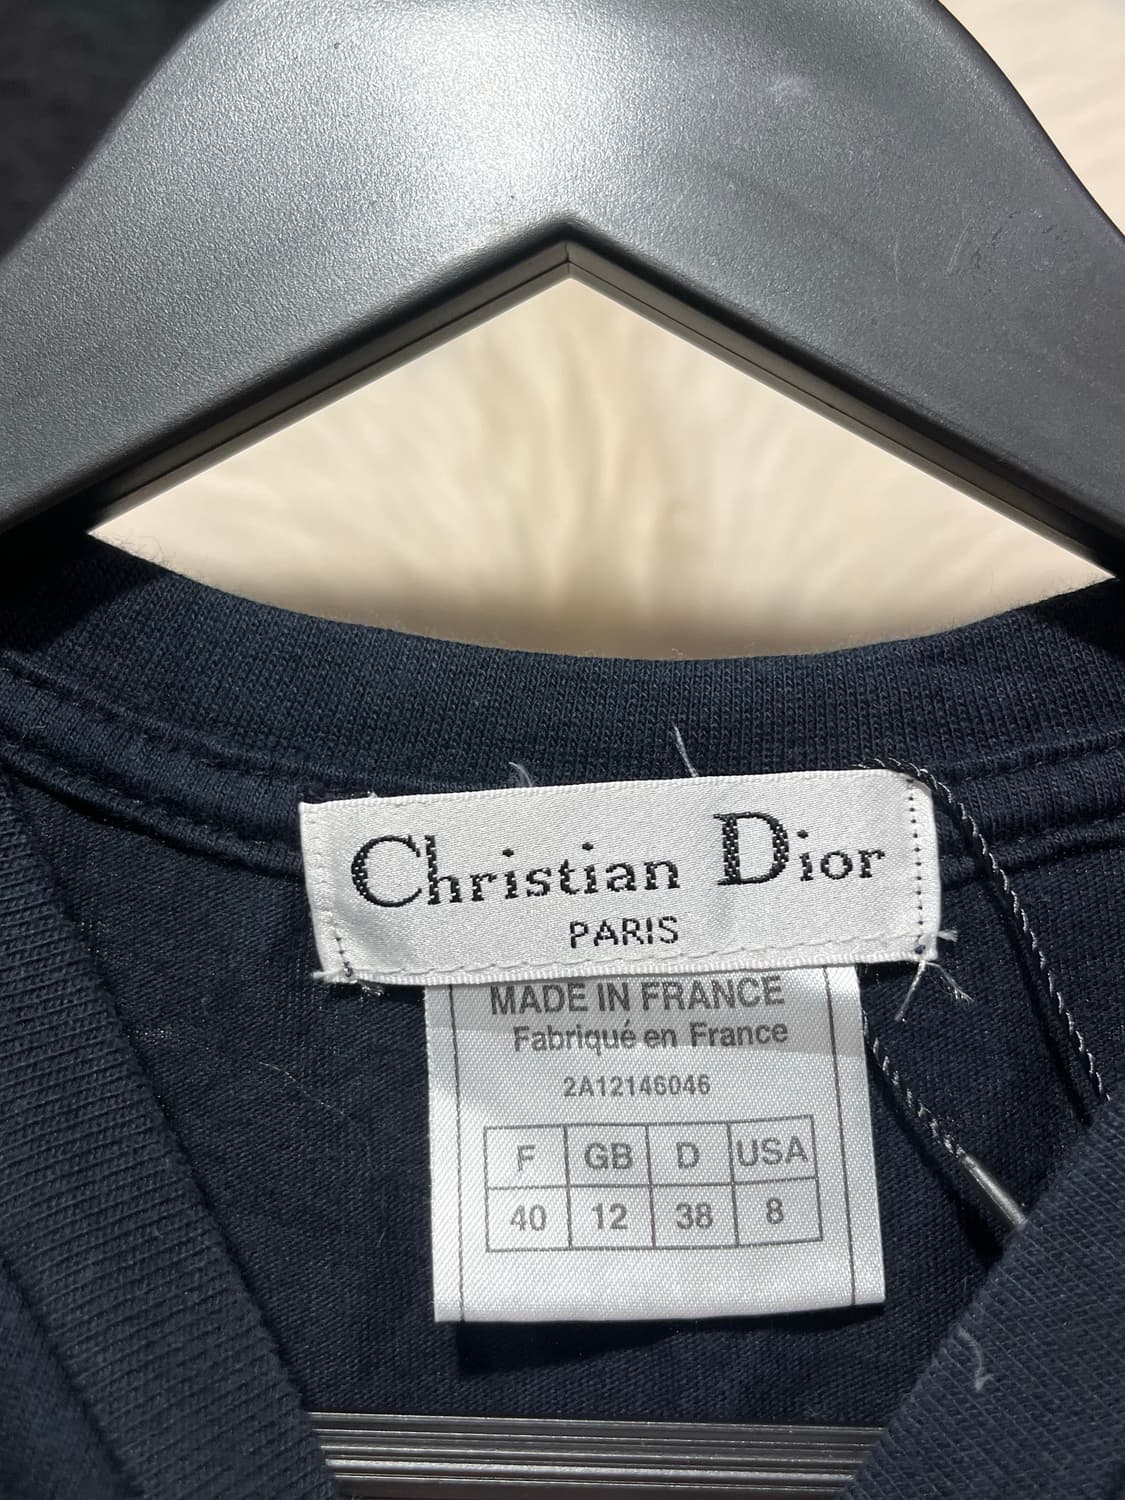 Christian Dior
PARIS
MADE IN FRANCE
Fabriqué en France
2A12146046
F GB D USA
40 12 38 8